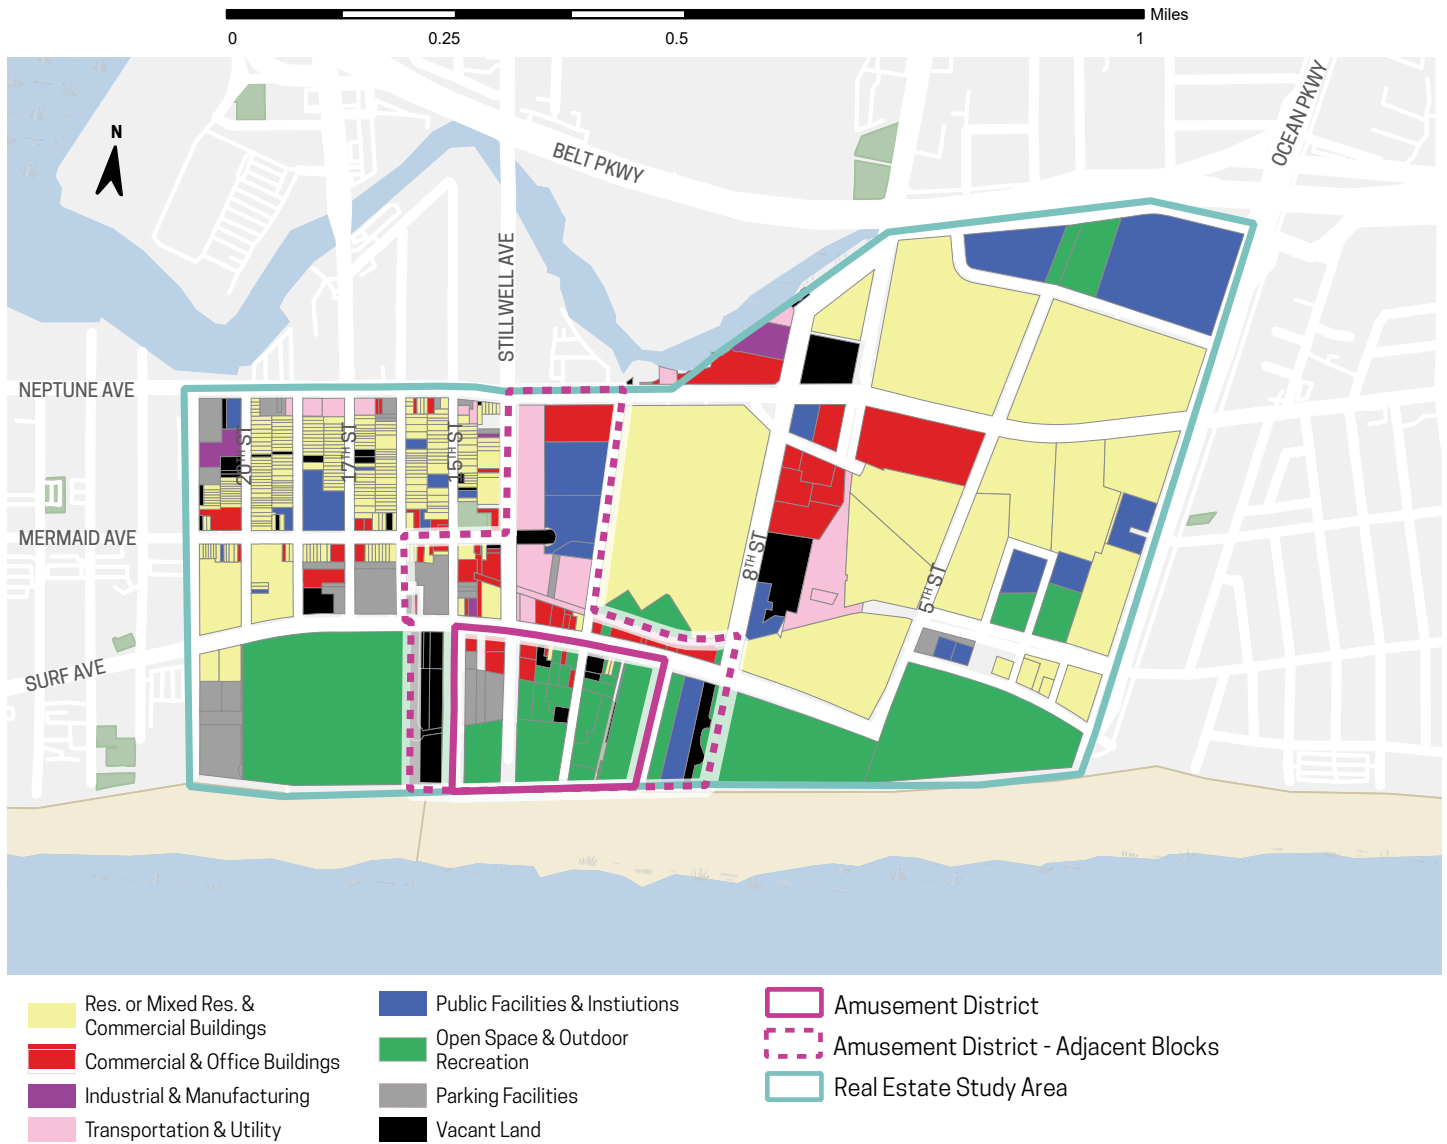 Miles
0 0.25 0.5 1
N
BELT PKWY
OCEAN PKWY
STILLWELL AVE
NEPTUNE AVE
20TH ST
17TH ST
15TH ST
MERMAID AVE
8TH ST
5TH ST
SURF AVE
Res. or Mixed Res. &
Commercial Buildings
Commercial & Office Buildings
Industrial & Manufacturing
Transportation & Utility
Public Facilities & Instiutions
Open Space & Outdoor
Recreation
Parking Facilities
Vacant Land
Amusement District
Amusement District - Adjacent Blocks
Real Estate Study Area